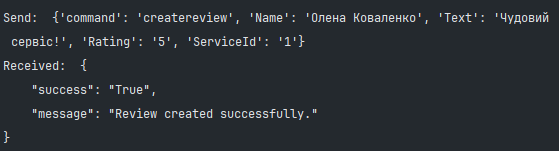 Send:  {'command': 'createreview', 'Name': 'Олена Коваленко', 'Text': 'Чудовий
 сервіс!', 'Rating': '5', 'ServiceId': '1'}
Received:  {
    "success": "True",
    "message": "Review created successfully."
}